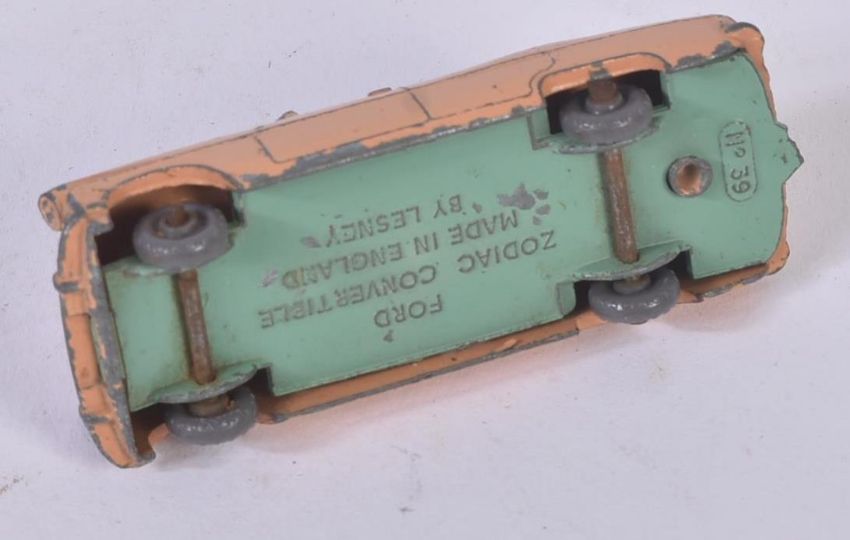 FORD
ZODIAC CONVERTIBLE
MADE IN ENGLAND
BY LESNEY
Nº 39